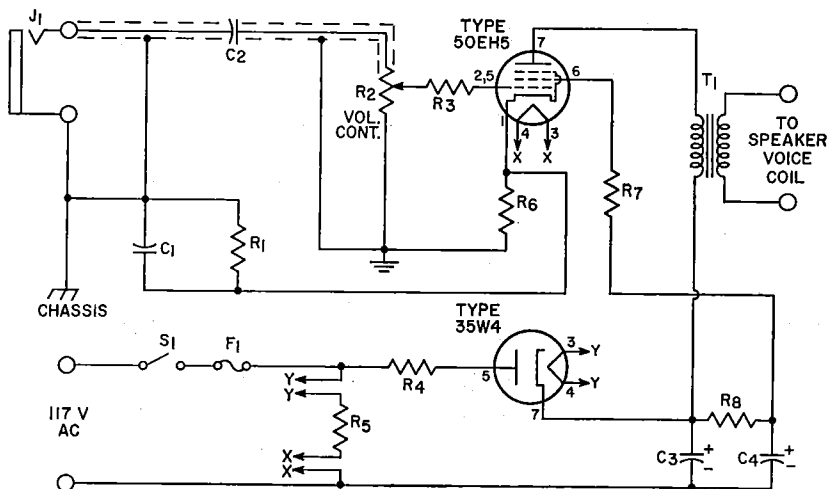 J1
C2
R2
VOL.
CONT.
R3
TYPE
50EH5
7
2,5
6
1
4
3
X
X
T1
TO
SPEAKER
VOICE
COIL
R7
R6
C1
R1
CHASSIS
TYPE
35W4
S1
F1
Y
Y
R4
5
3
Y
4
Y
7
R5
X
X
117 V
AC
R8
C3
+
-
C4
+
-